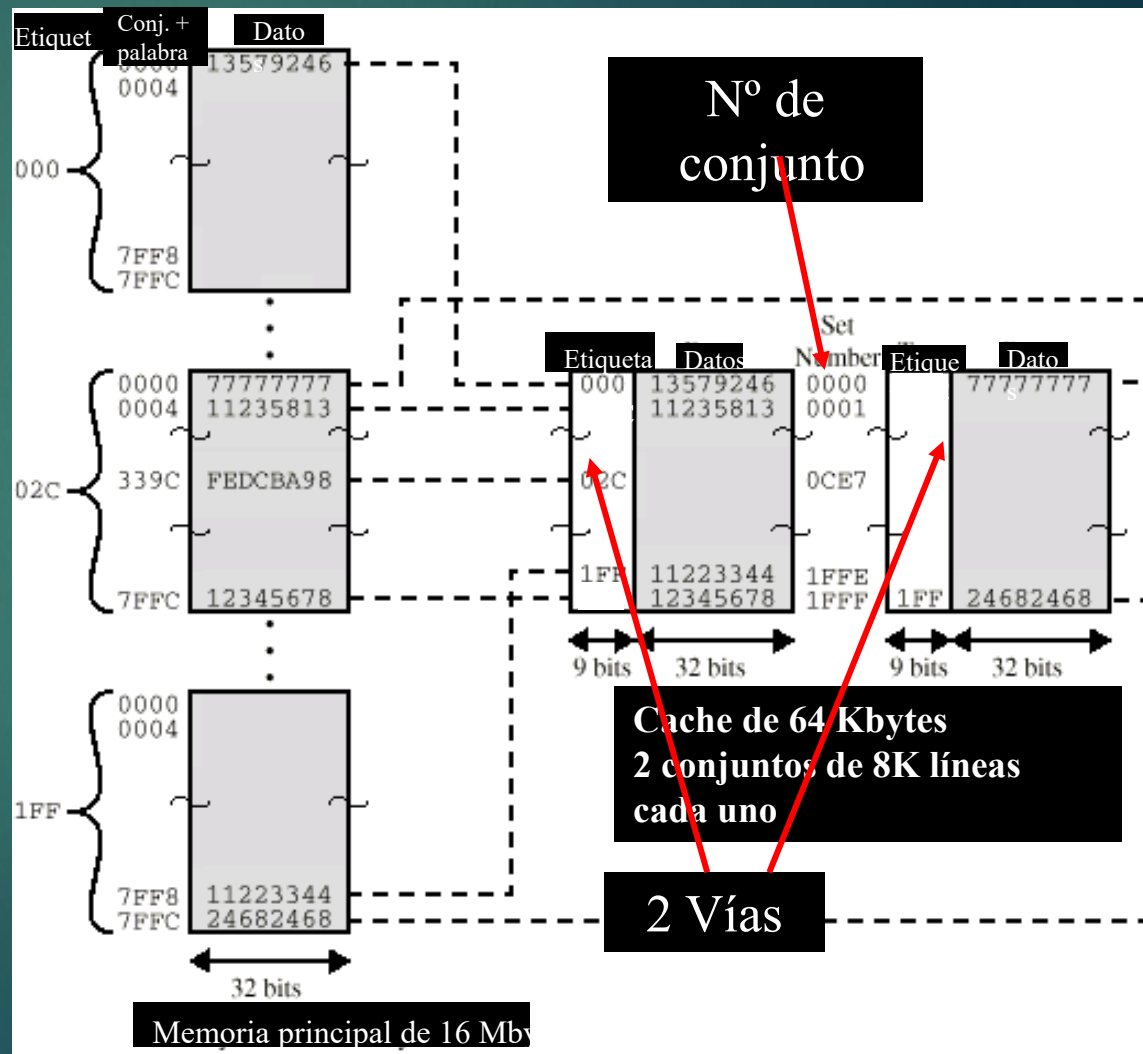 Etiquet
Conj. +
palabra
Dato
s
0000 13579246
0004
000
7FF8
7FFC
Nº de
conjunto
0000 77777777
0004 11235813
02C
339C FEDCBA98
7FFC 12345678
Set
Number
Etiqueta Datos
Etique Dato
s
000 13579246 0000 77777777
11235813 0001
02C 0CE7
1FF 11223344 1FFE
12345678 1FFF 1FF 24682468
9 bits 32 bits 9 bits 32 bits
Cache de 64 Kbytes
2 conjuntos de 8K líneas
cada uno
2 Vías
0000
0004
1FF
7FF8 11223344
7FFC 24682468
32 bits
Memoria principal de 16 Mby